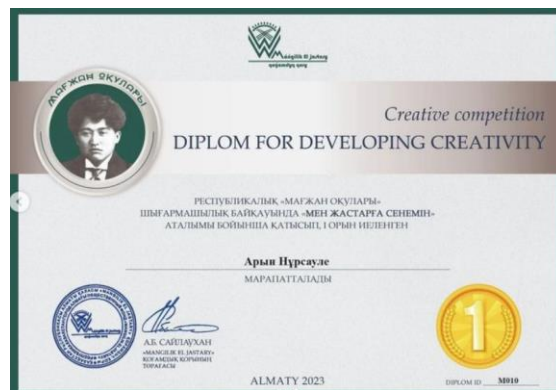 Mangilik El Jastary
qoǵamdyq qory
МАҒЖАН ОҚУЛАРЫ
Creative competition
DIPLOM FOR DEVELOPING CREATIVITY
РЕСПУБЛИКАЛЫҚ «МАҒЖАН ОҚУЛАРЫ»
ШЫҒАРМАШЫЛЫҚ БАЙҚАУЫНДА «МЕН ЖАСТАРҒА СЕНЕМІН»
АТАЛЫМЫ БОЙЫНША ҚАТЫСЫП, I ОРЫН ИЕЛЕНГЕН
Арын Нұрсауле
МАРАПАТТАЛАДЫ
А.Б. САЙЛАУХАН
«MANGILIK EL JASTARY»
ҚОҒАМДЫҚ ҚОРЫНЫҢ
ТӨРАҒАСЫ
1
ALMATY 2023
DIPLOM ID M010